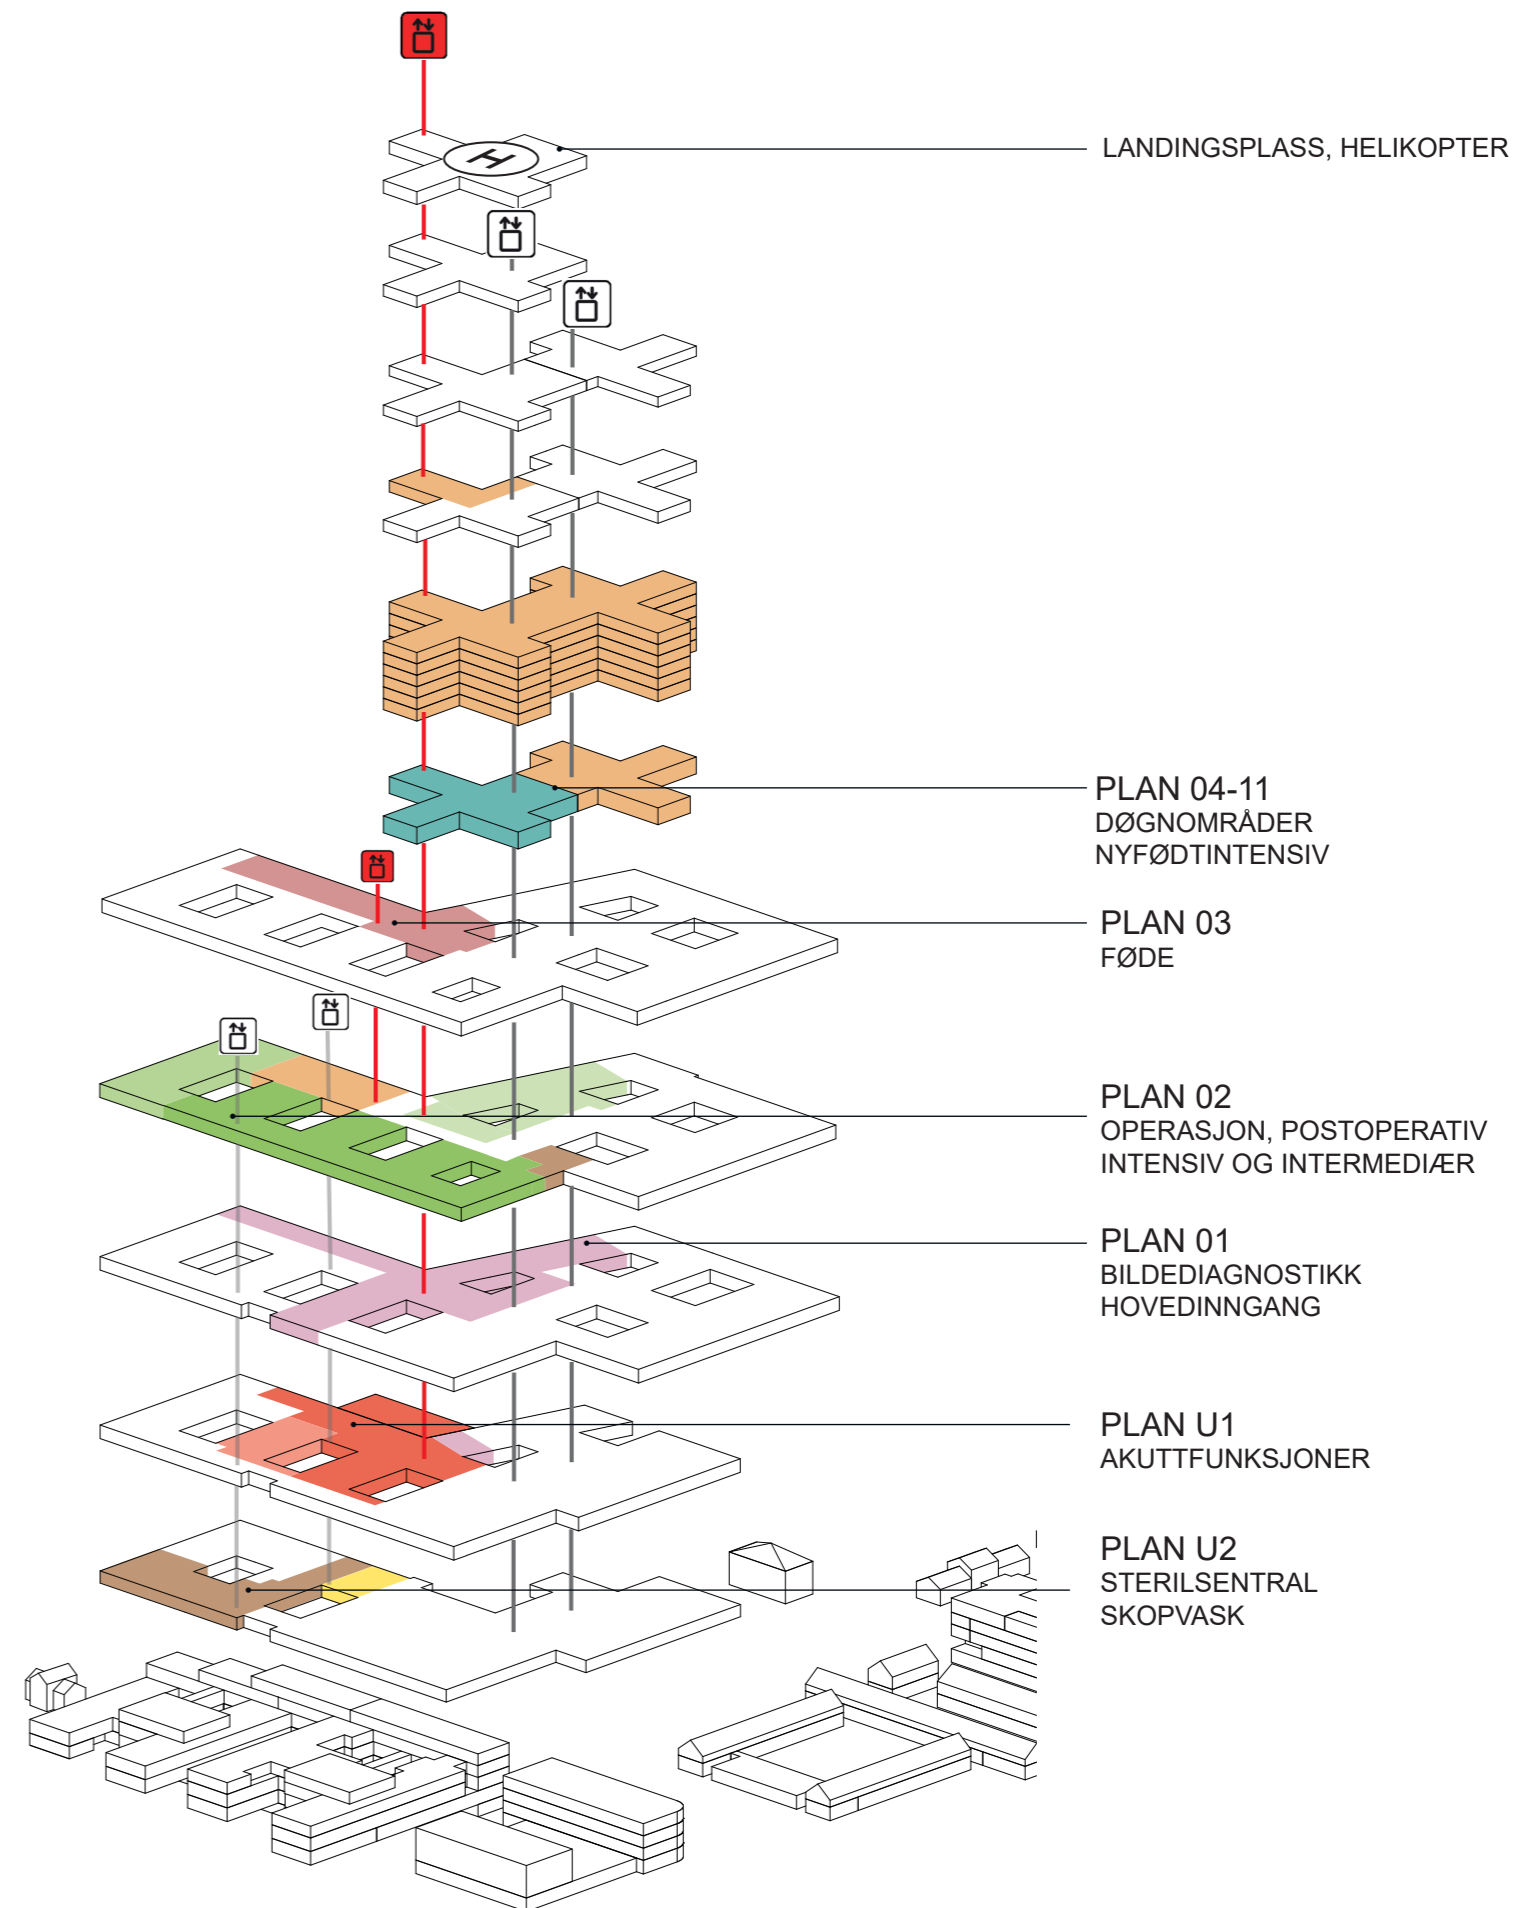 LANDINGSPLASS, HELIKOPTER
H
PLAN 04-11
DØGNOMRÅDER
NYFØDTINTENSIV
PLAN 03
FØDE
PLAN 02
OPERASJON, POSTOPERATIV
INTENSIV OG INTERMEDIÆR
PLAN 01
BILDEDIAGNOSTIKK
HOVEDINNGANG
PLAN U1
AKUTTFUNKSJONER
PLAN U2
STERILSENTRAL
SKOPVASK